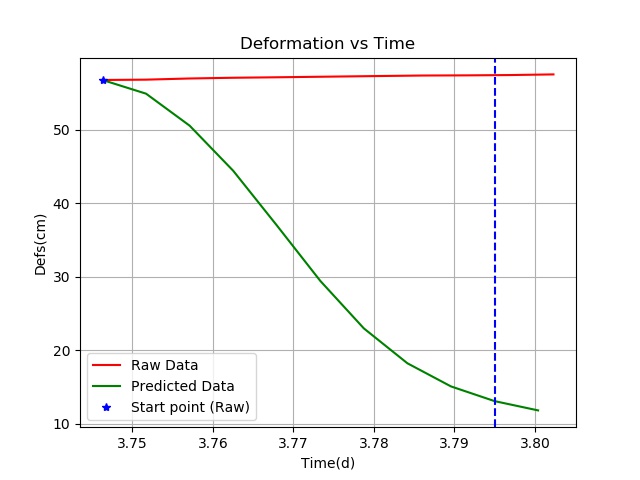 Deformation vs Time
Defs(cm)
50
40
30
20
10
Raw Data
Predicted Data
Start point (Raw)
3.75 3.76 3.77 3.78 3.79 3.80
Time(d)